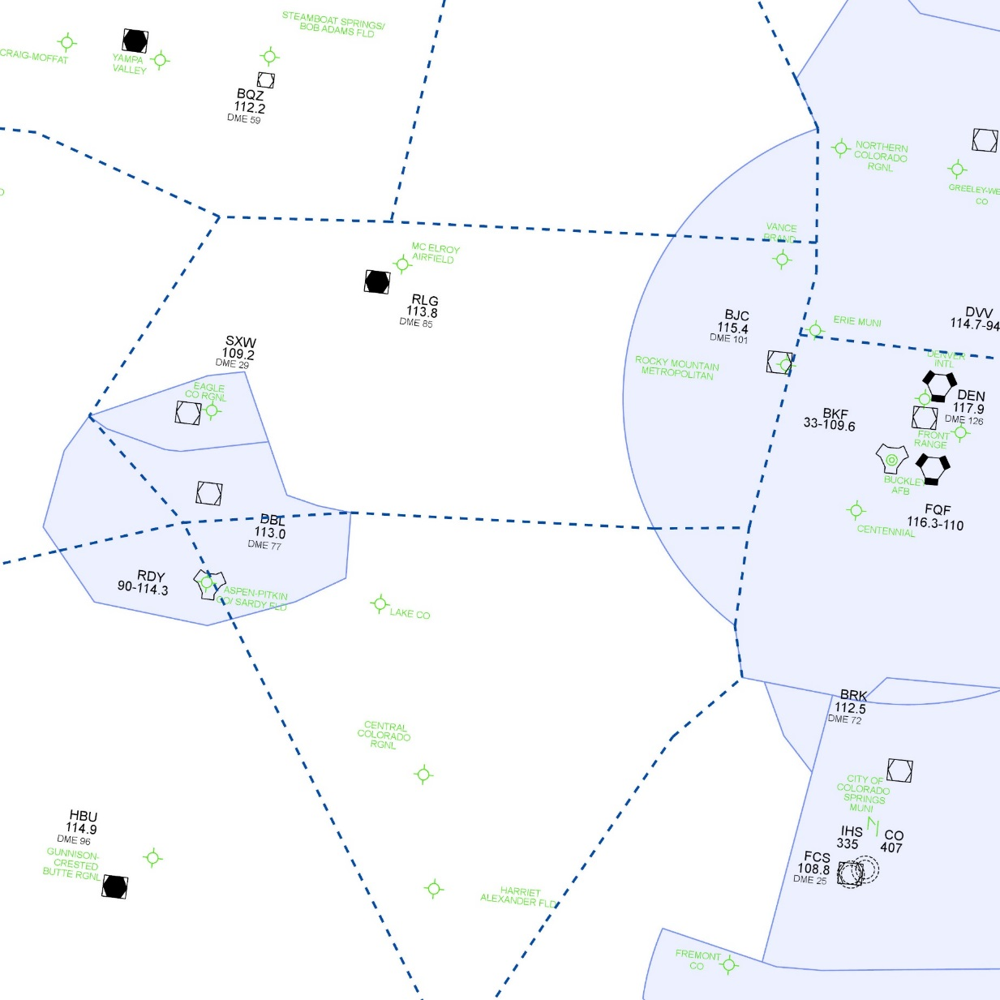 STEAMBOAT SPRINGS/
BOB ADAMS FLD
CRAIG-MOFFAT
YAMPA
VALLEY
BQZ
112.2
DME 59
NORTHERN
COLORADO
RGNL
GREELEY-WE
CO
VANCE
BRAND
MC ELROY
AIRFIELD
RLG
113.8
DME 85
BJC
115.4
DME 101
ERIE MUNI
DVV
114.7-94
SXW
109.2
DME 29
EAGLE
CO RGNL
ROCKY MOUNTAIN
METROPOLITAN
DENVER
INTL
DEN
117.9
DME 126
BKF
33-109.6
FRONT
RANGE
BUCKLEY
AFB
FQF
116.3-110
CENTENNIAL
DBL
113.0
DME 77
RDY
90-114.3
ASPEN-PITKIN
CO/ SARDY FLD
LAKE CO
BRK
112.5
DME 72
CENTRAL
COLORADO
RGNL
CITY OF
COLORADO
SPRINGS
MUNI
HBU
114.9
DME 96
GUNNISON-
CRESTED
BUTTE RGNL
IHS
335
CO
407
FCS
108.8
DME 25
HARRIET
ALEXANDER FLD
FREMONT
CO